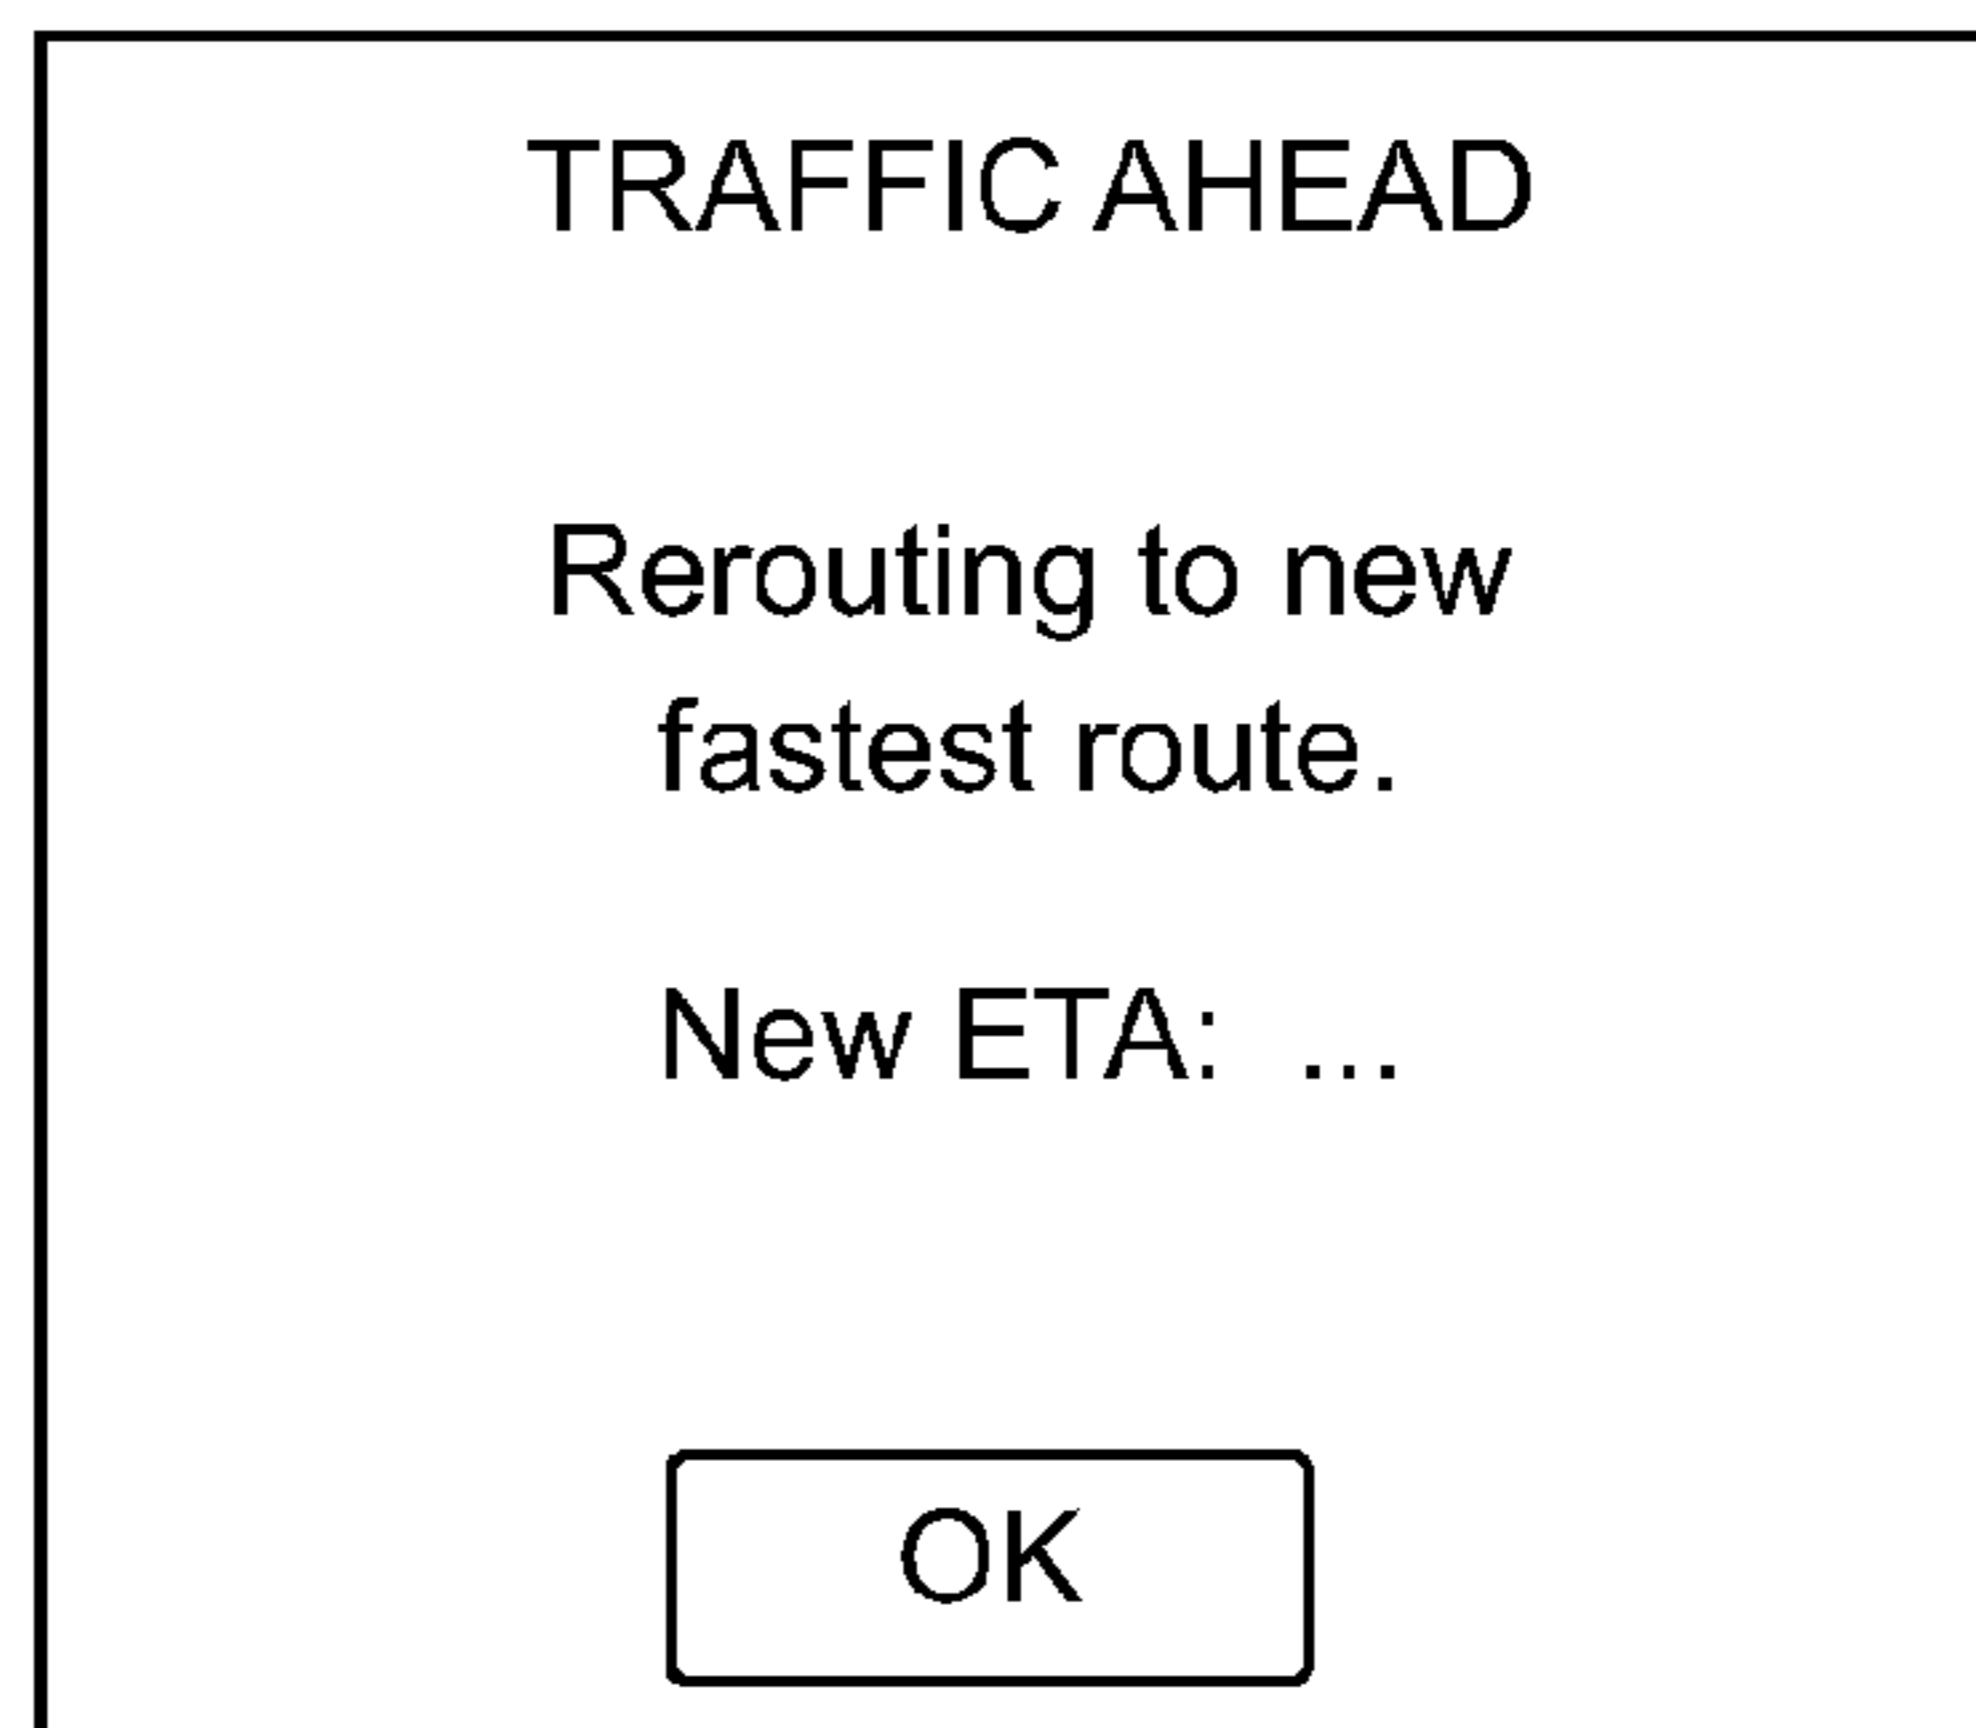 TRAFFIC AHEAD
Rerouting to new
fastest route.
New ETA:  ...
OK